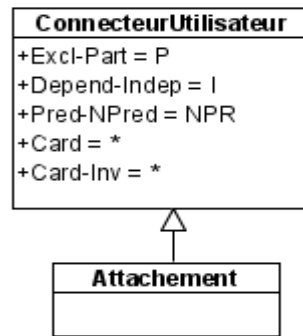 ConnecteurUtilisateur
+Excl-Part = P
+Depend-Indep = I
+Pred-NPred = NPR
+Card = *
+Card-Inv = *
Attachement